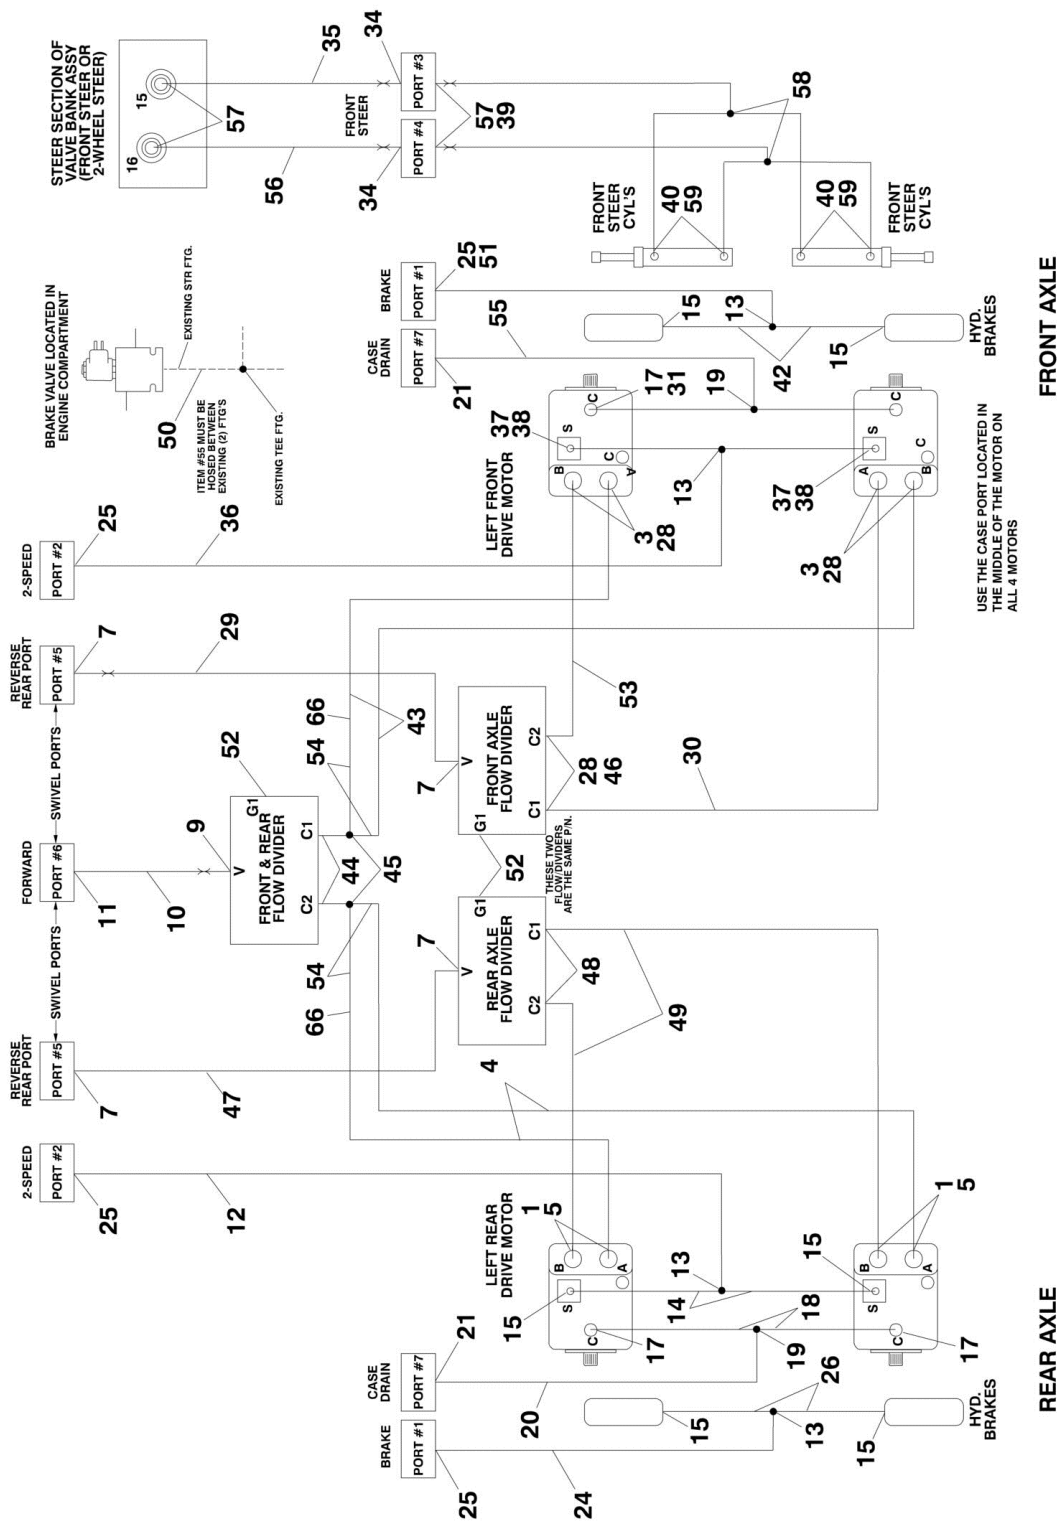 STEER SECTION OF
VALVE BANK ASSY
(FRONT STEER OR
2-WHEEL STEER)
15
16
57
35
34
FRONT
STEER
PORT #3
PORT #4
57
39
56
34
58
40
59
FRONT
STEER
CYL'S
40
59
FRONT
STEER
CYL'S
BRAKE VALVE LOCATED IN
ENGINE COMPARTMENT
EXISTING STR FTG.
50
ITEM #55 MUST BE
HOSED BETWEEN
EXISTING (2) FTG'S
EXISTING TEE FTG.
BRAKE
PORT #1
25
51
CASE
DRAIN
PORT #7
21
55
15
13
42
15
HYD.
BRAKES
FRONT AXLE
2-SPEED
PORT #2
25
36
LEFT FRONT
DRIVE MOTOR
37
38
17
31
19
13
C
S
B
C
A
3
28
37
38
C
S
A
C
B
3
28
USE THE CASE PORT LOCATED IN
THE MIDDLE OF THE MOTOR ON
ALL 4 MOTORS
REVERSE
REAR PORT
PORT #5
7
29
SWIVEL PORTS
FORWARD
PORT #6
11
10
9
SWIVEL PORTS
52
G1
V
FRONT & REAR
FLOW DIVIDER
C1
C2
66
54
43
44
45
54
66
7
V
FRONT AXLE
FLOW DIVIDER
C2
C1
G1
28
46
53
30
52
THESE TWO
FLOW/DIVIDERS
ARE THE SAME P/N.
7
G1
V
REAR AXLE
FLOW DIVIDER
C1
C2
48
49
4
REVERSE
REAR PORT
PORT #5
7
47
2-SPEED
PORT #2
25
12
LEFT REAR
DRIVE MOTOR
1
5
B
A
S
C
15
13
14
15
1
5
B
A
S
C
17
18
19
17
CASE
DRAIN
PORT #7
21
20
BRAKE
PORT #1
25
24
15
26
13
15
HYD.
BRAKES
REAR AXLE